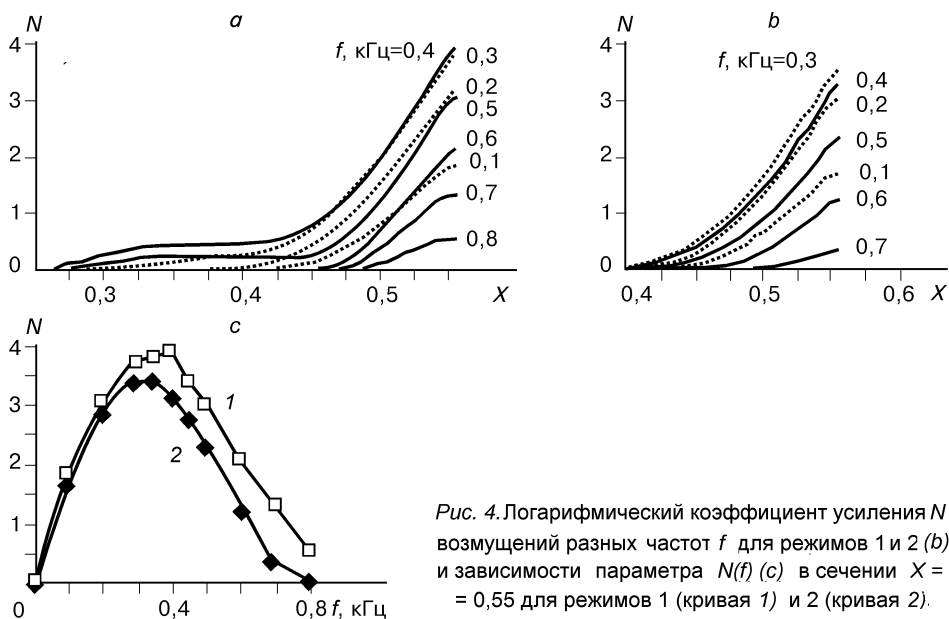 N
a
4
3
2
1
0
f, кГц=0,4
0,3
0,2
0,5
0,6
0,1
0,7
0,8
0,3
0,4
0,5
X
N
b
4
3
2
1
0
f, кГц=0,3
0,4
0,2
0,5
0,1
0,6
0,7
0,4
0,5
0,6
X
N
c
4
3
2
1
1
2
0
0,4
0,8 f, кГц
Рис. 4. Логарифмический коэффициент усиления N
возмущений разных частот f для режимов 1 и 2 (b)
и зависимости параметра N(f) (c) в сечении X =
= 0,55 для режимов 1 (кривая 1) и 2 (кривая 2).